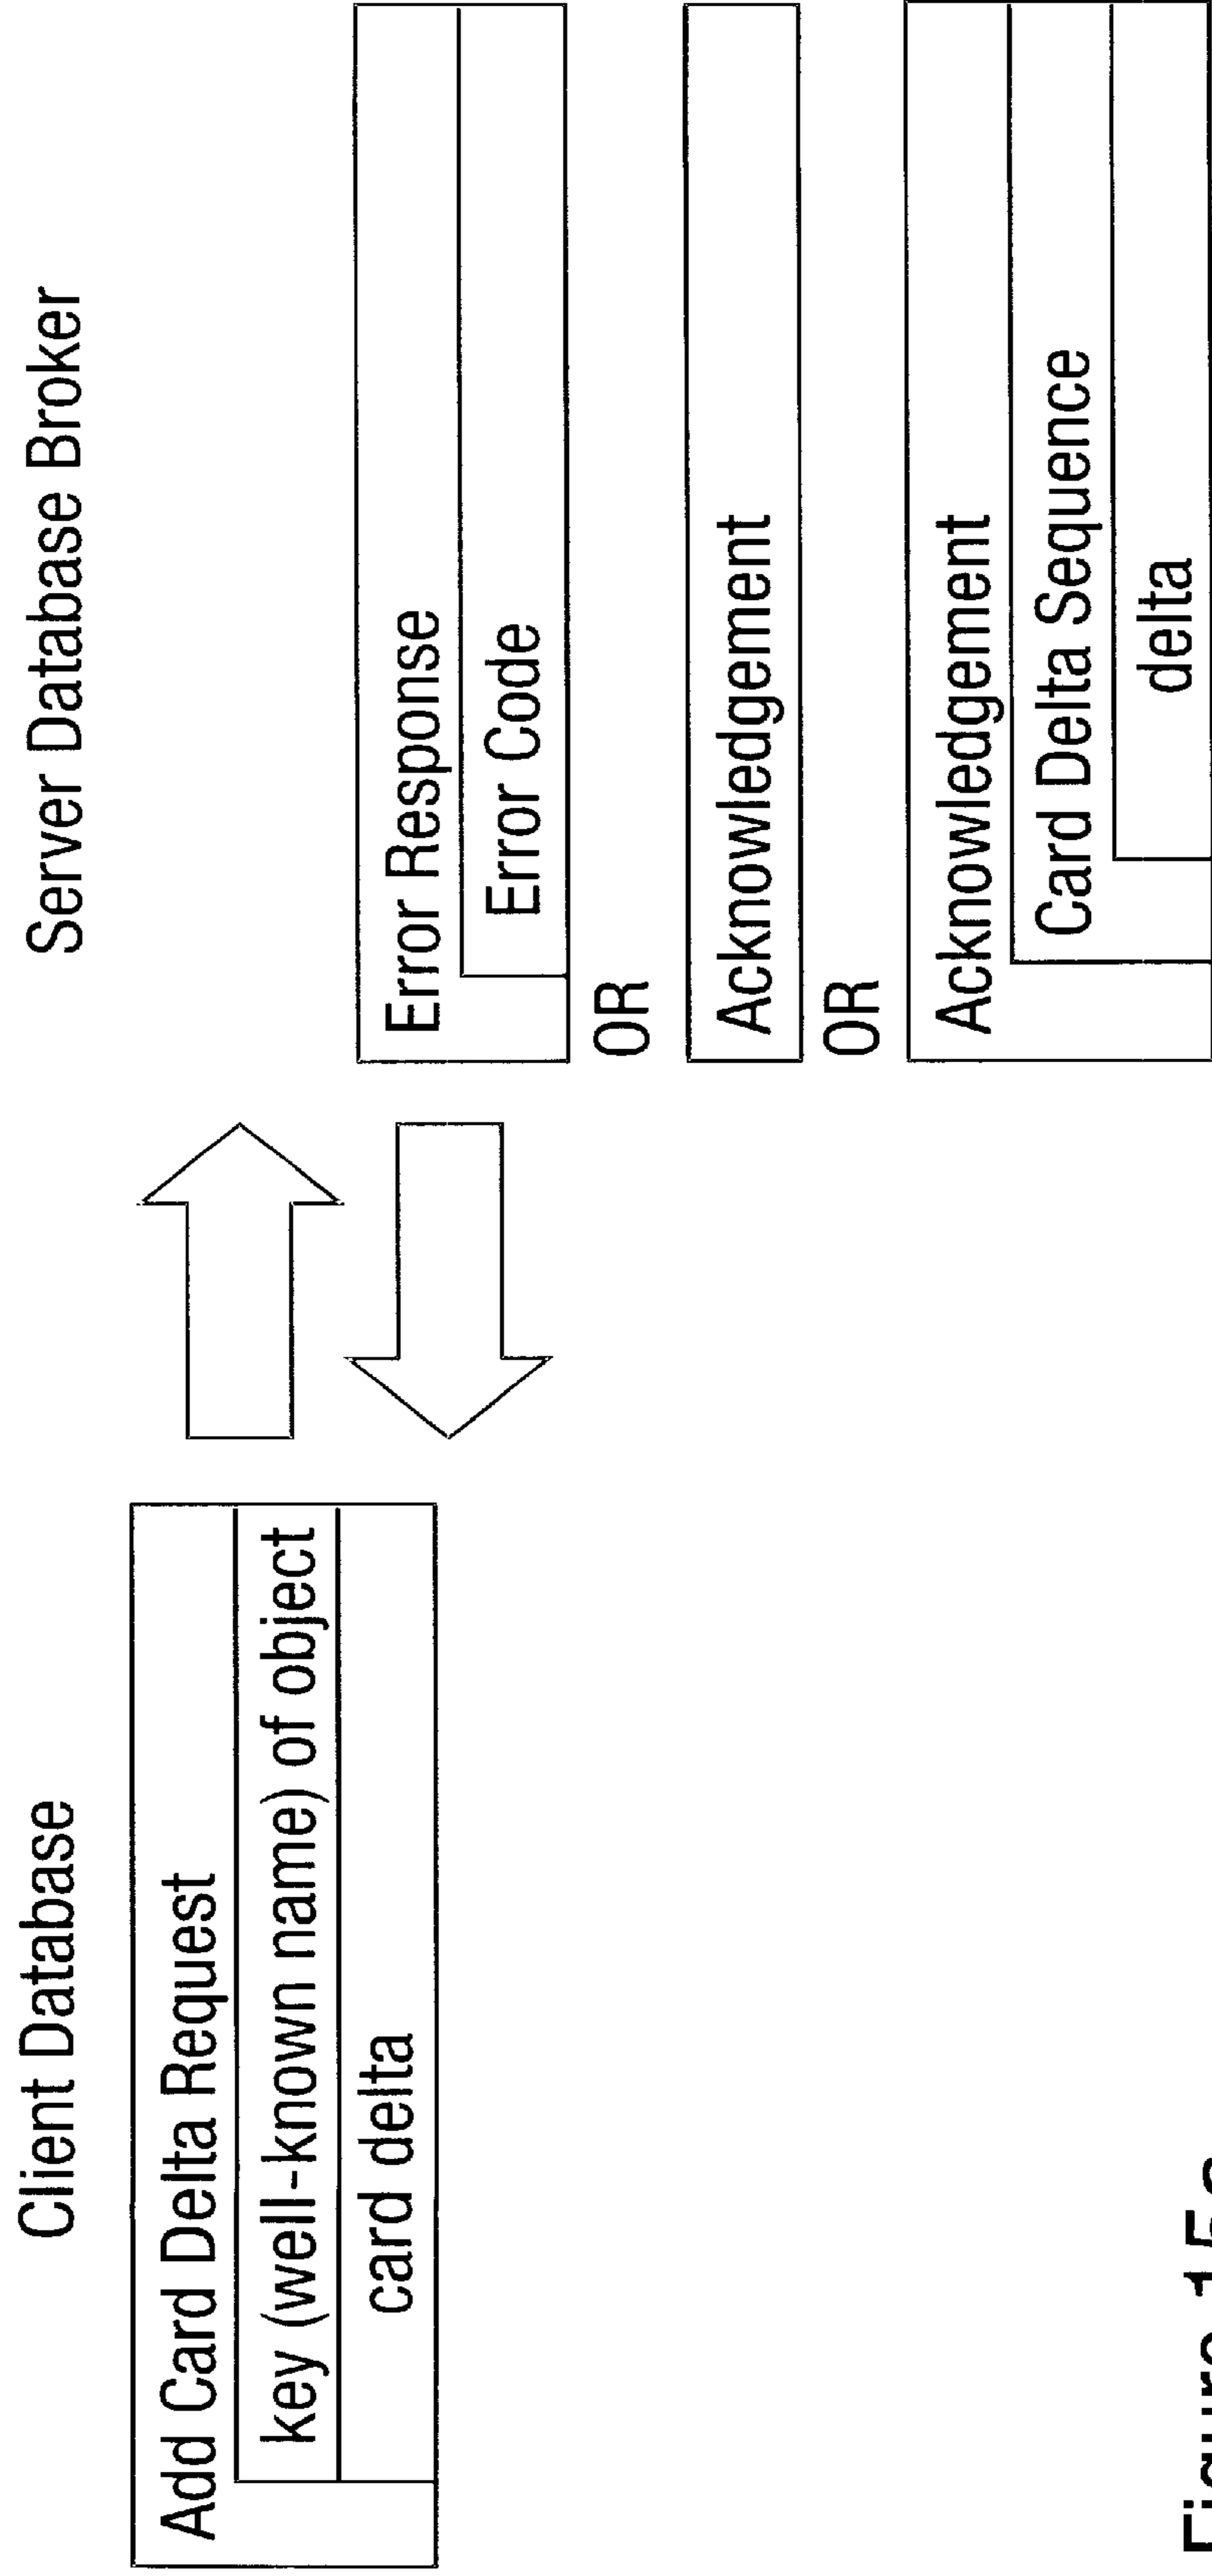 Client Database
Server Database Broker
Add Card Delta Request
key (well-known name) of object
card delta
Error Response
Error Code
OR
Acknowledgement
OR
Acknowledgement
Card Delta Sequence
delta
Figure